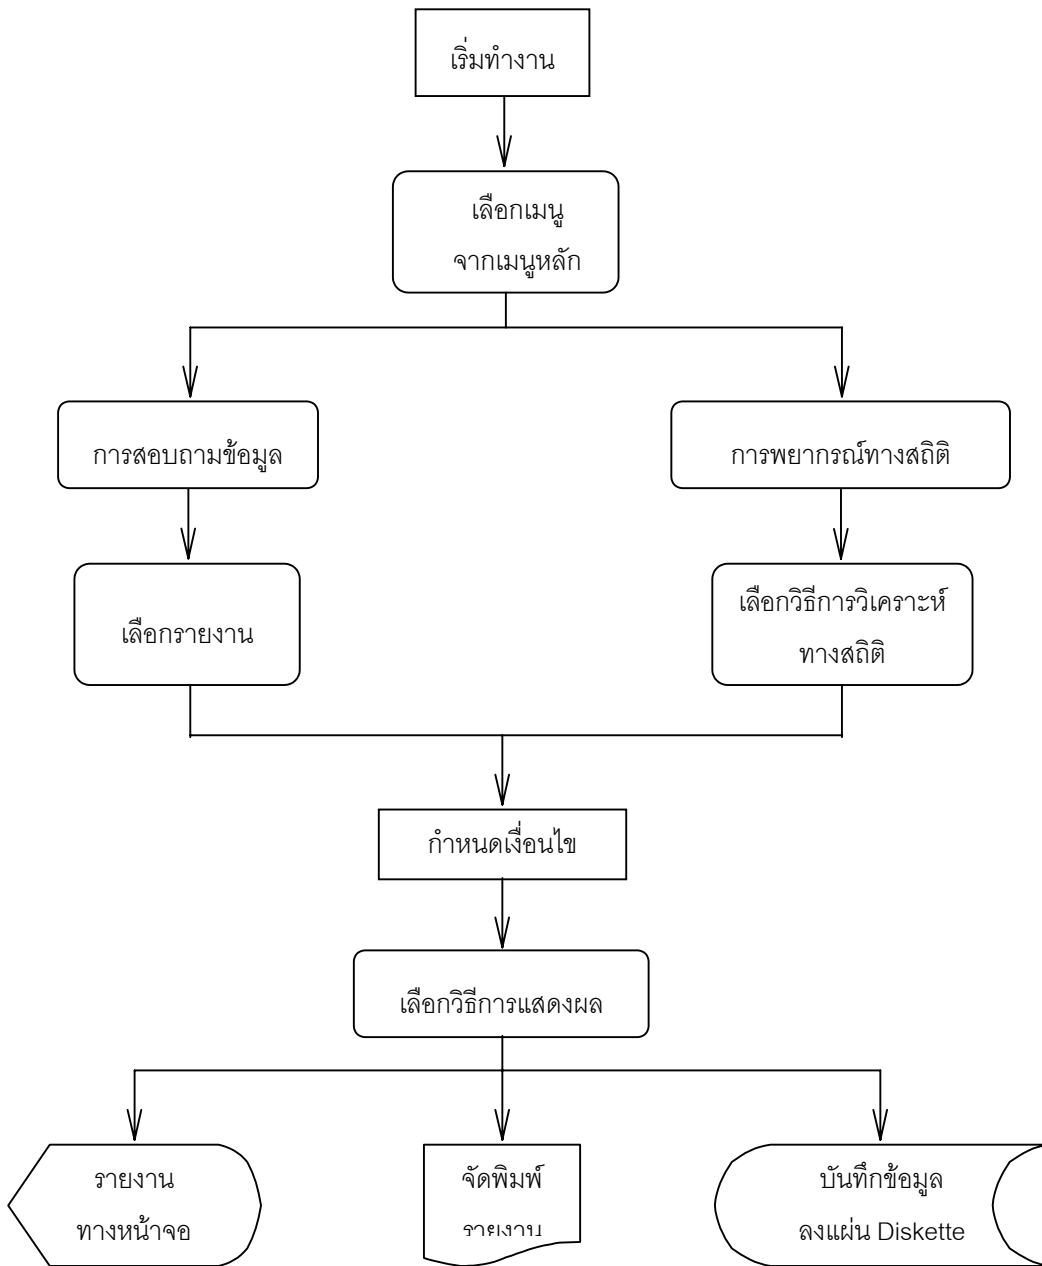 เริ่มทำงาน
เลือกเมนู
จากเมนูหลัก
การสอบถามข้อมูล
การพยากรณ์ทางสถิติ
เลือกรายงาน
เลือกวิธีการวิเคราะห์
ทางสถิติ
กำหนดเงื่อนไข
เลือกวิธีการแสดงผล
รายงาน
ทางหน้าจอ
จัดพิมพ์
รายงาน
บันทึกข้อมูล
ลงแผ่น Diskette